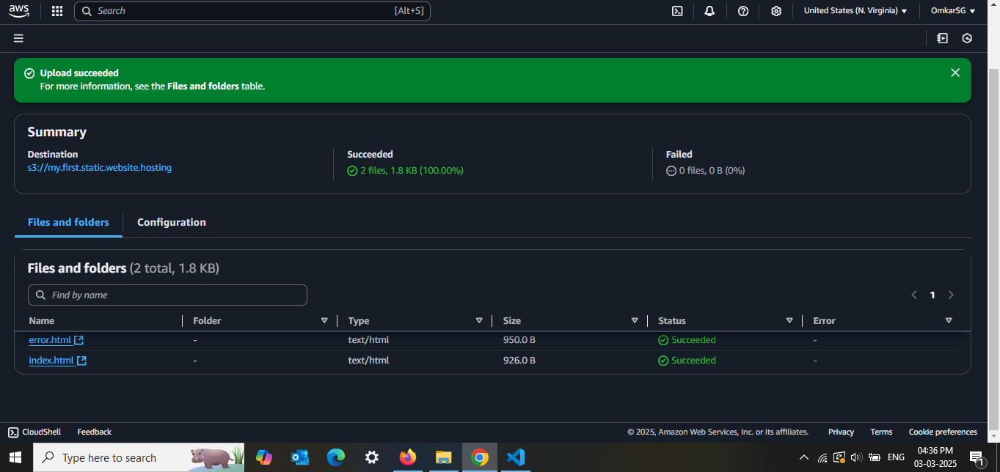 aws
Search [Alt+S]
United States (N. Virginia)
OmkarSG
Upload succeeded
For more information, see the Files and folders table.
Summary
Destination
s3://my.first.static.website.hosting
Succeeded
2 files, 1.8 KB (100.00%)
Failed
0 files, 0 B (0%)
Files and folders
Configuration
Files and folders (2 total, 1.8 KB)
Find by name
1
Name Folder Type Size Status Error
error.html - text/html 950.0 B Succeeded -
index.html - text/html 926.0 B Succeeded -
CloudShell Feedback © 2025, Amazon Web Services, Inc. or its affiliates. Privacy Terms Cookie preferences
Type here to search
ENG
04:36 PM
03-03-2025
1